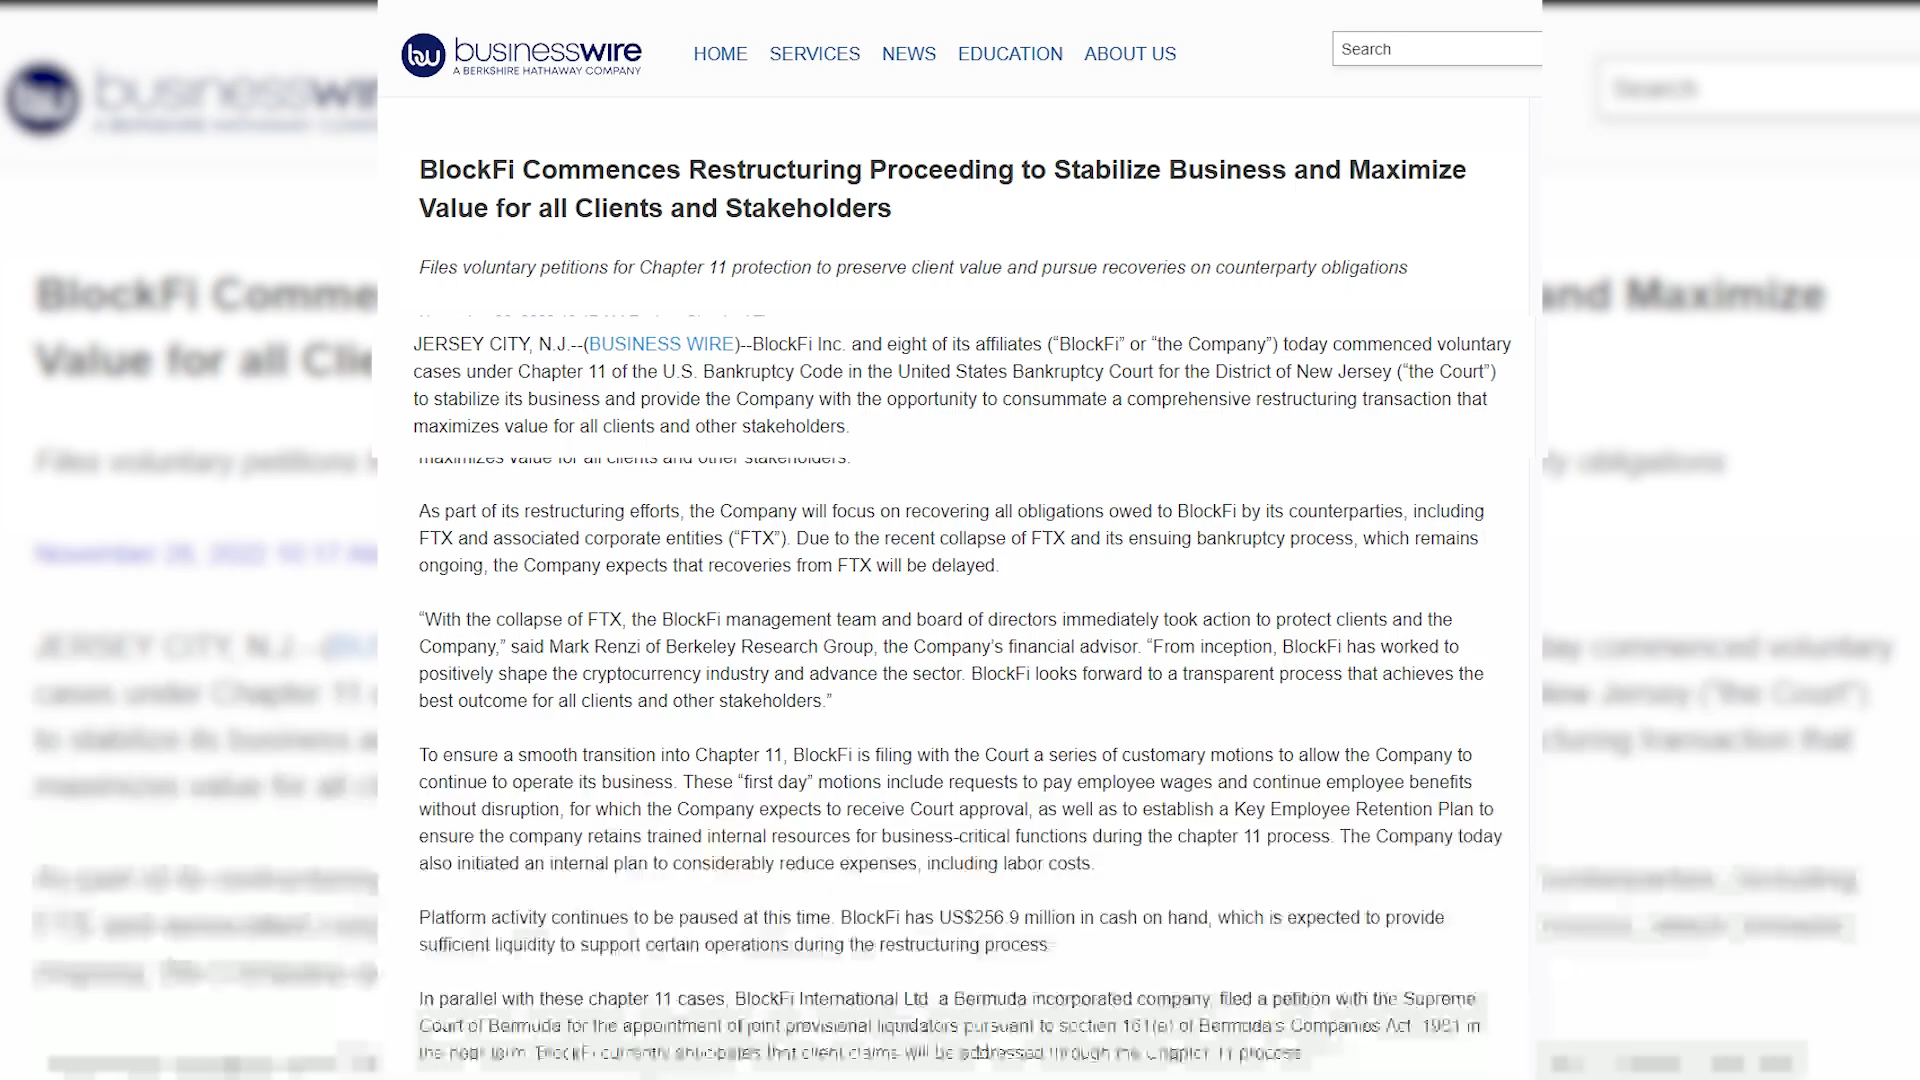 businesswire
A BERKSHIRE HATHAWAY COMPANY
HOME SERVICES NEWS EDUCATION ABOUT US
Search
BlockFi Commences Restructuring Proceeding to Stabilize Business and Maximize
Value for all Clients and Stakeholders
Files voluntary petitions for Chapter 11 protection to preserve client value and pursue recoveries on counterparty obligations
JERSEY CITY, N.J.--(BUSINESS WIRE)--BlockFi Inc. and eight of its affiliates (“BlockFi” or “the Company”) today commenced voluntary
cases under Chapter 11 of the U.S. Bankruptcy Code in the United States Bankruptcy Court for the District of New Jersey (“the Court”)
to stabilize its business and provide the Company with the opportunity to consummate a comprehensive restructuring transaction that
maximizes value for all clients and other stakeholders.
maximizes value for all clients and other stakeholders.
As part of its restructuring efforts, the Company will focus on recovering all obligations owed to BlockFi by its counterparties, including
FTX and associated corporate entities (“FTX”). Due to the recent collapse of FTX and its ensuing bankruptcy process, which remains
ongoing, the Company expects that recoveries from FTX will be delayed.
“With the collapse of FTX, the BlockFi management team and board of directors immediately took action to protect clients and the
Company,” said Mark Renzi of Berkeley Research Group, the Company’s financial advisor. “From inception, BlockFi has worked to
positively shape the cryptocurrency industry and advance the sector. BlockFi looks forward to a transparent process that achieves the
best outcome for all clients and other stakeholders.”
To ensure a smooth transition into Chapter 11, BlockFi is filing with the Court a series of customary motions to allow the Company to
continue to operate its business. These “first day” motions include requests to pay employee wages and continue employee benefits
without disruption, for which the Company expects to receive Court approval, as well as to establish a Key Employee Retention Plan to
ensure the company retains trained internal resources for business-critical functions during the chapter 11 process. The Company today
also initiated an internal plan to considerably reduce expenses, including labor costs.
Platform activity continues to be paused at this time. BlockFi has US$256.9 million in cash on hand, which is expected to provide
sufficient liquidity to support certain operations during the restructuring process
In parallel with these chapter 11 cases, BlockFi International Ltd a Bermuda incorporated company filed a petition with the Supreme
Court of Bermuda for the appointment of joint provisional liquidators pursuant to section 161(e) of Bermuda's Companies Act 1981 in
the near term. BlockFi currently anticipates that client claims will be addressed through the Chapter 11 process